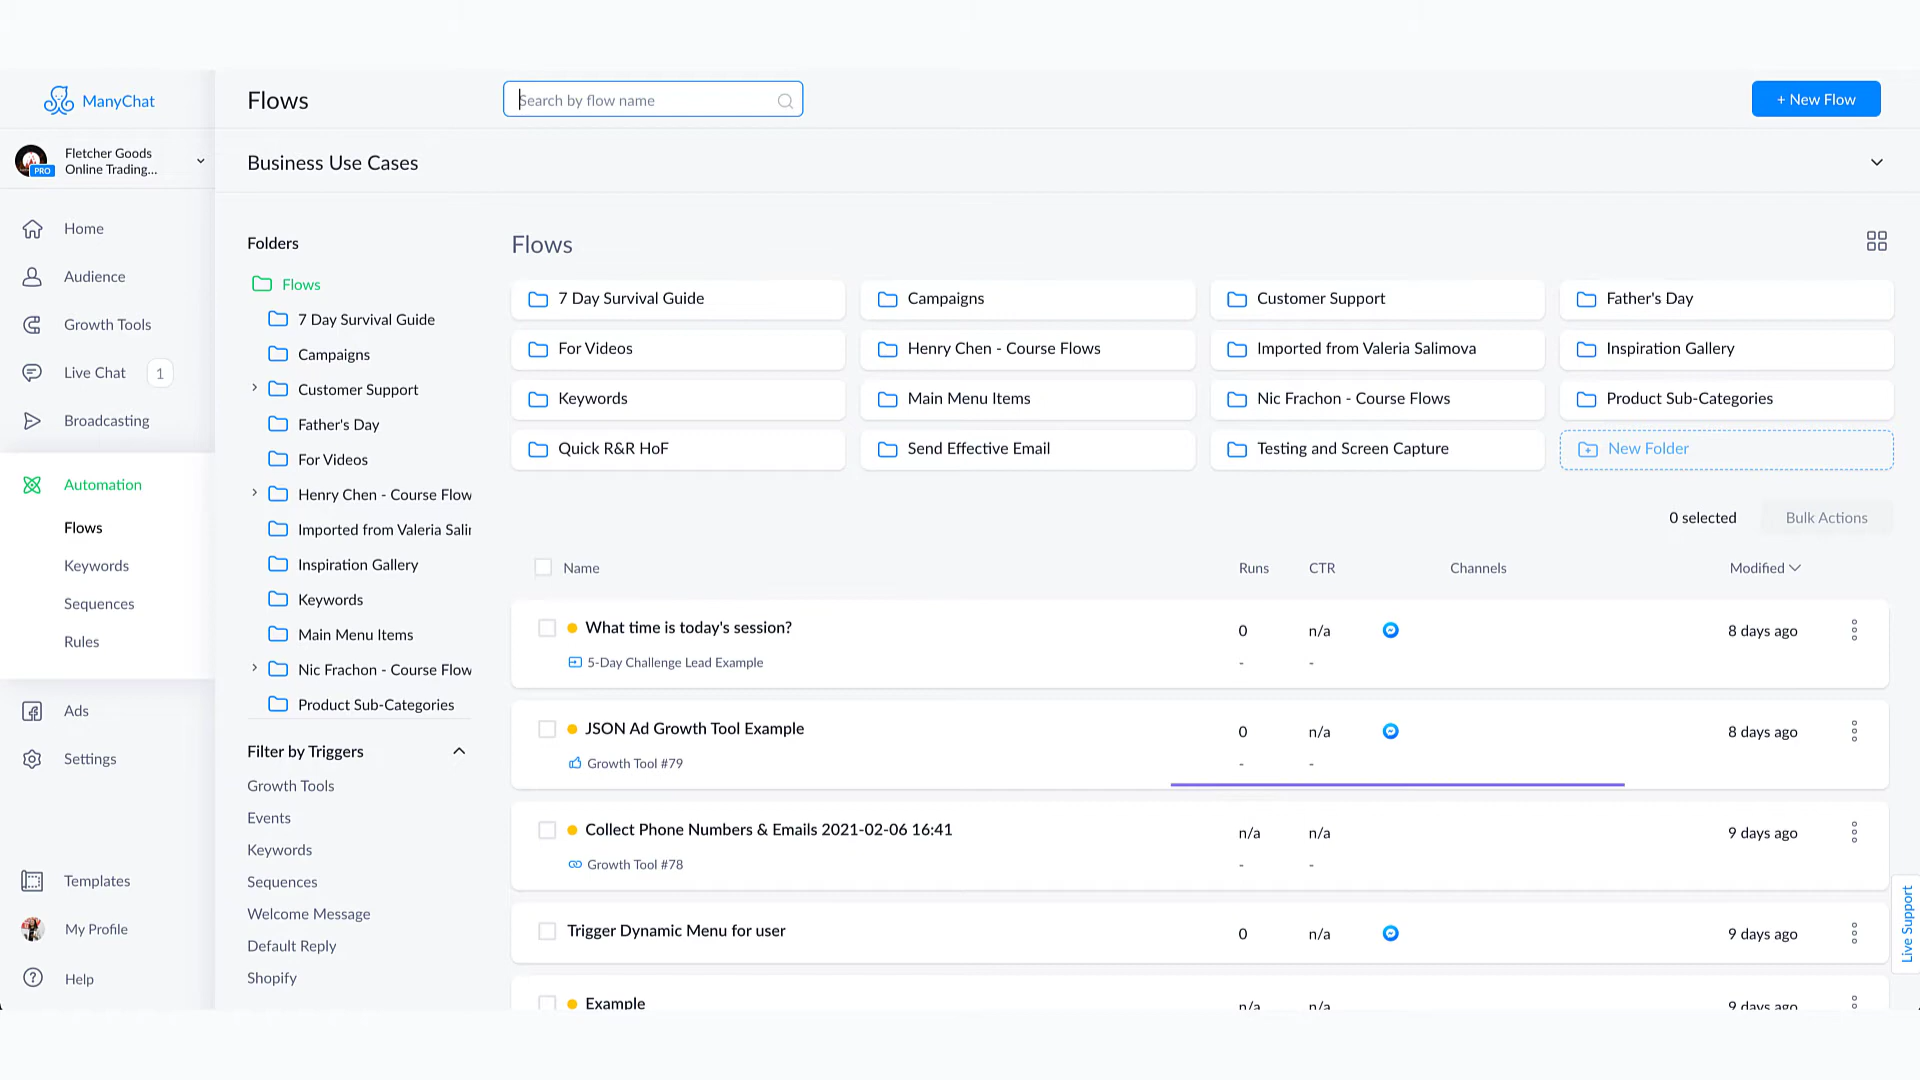 ManyChat
Flows
Search by flow name
+ New Flow
PRO
Fletcher Goods
Online Trading...
Business Use Cases
Home
Audience
Growth Tools
Live Chat
1
Broadcasting
Automation
Flows
Keywords
Sequences
Rules
Ads
Settings
Templates
My Profile
Help
Folders
Flows
7 Day Survival Guide
Campaigns
Customer Support
Father's Day
For Videos
Henry Chen - Course Flow
Imported from Valeria Salin
Inspiration Gallery
Keywords
Main Menu Items
Nic Frachon - Course Flow
Product Sub-Categories
Filter by Triggers
Growth Tools
Events
Keywords
Sequences
Welcome Message
Default Reply
Shopify
Flows
7 Day Survival Guide
Campaigns
Customer Support
Father's Day
For Videos
Henry Chen - Course Flows
Imported from Valeria Salimova
Inspiration Gallery
Keywords
Main Menu Items
Nic Frachon - Course Flows
Product Sub-Categories
Quick R&R HoF
Send Effective Email
Testing and Screen Capture
New Folder
0 selected
Bulk Actions
Name Runs CTR Channels Modified
What time is today's session? 0 n/a 8 days ago
5-Day Challenge Lead Example - -
JSON Ad Growth Tool Example 0 n/a 8 days ago
Growth Tool #79 - -
Collect Phone Numbers & Emails 2021-02-06 16:41 n/a n/a 9 days ago
Growth Tool #78 - -
Trigger Dynamic Menu for user 0 n/a 9 days ago
Example n/a n/a 9 days ago
Live Support